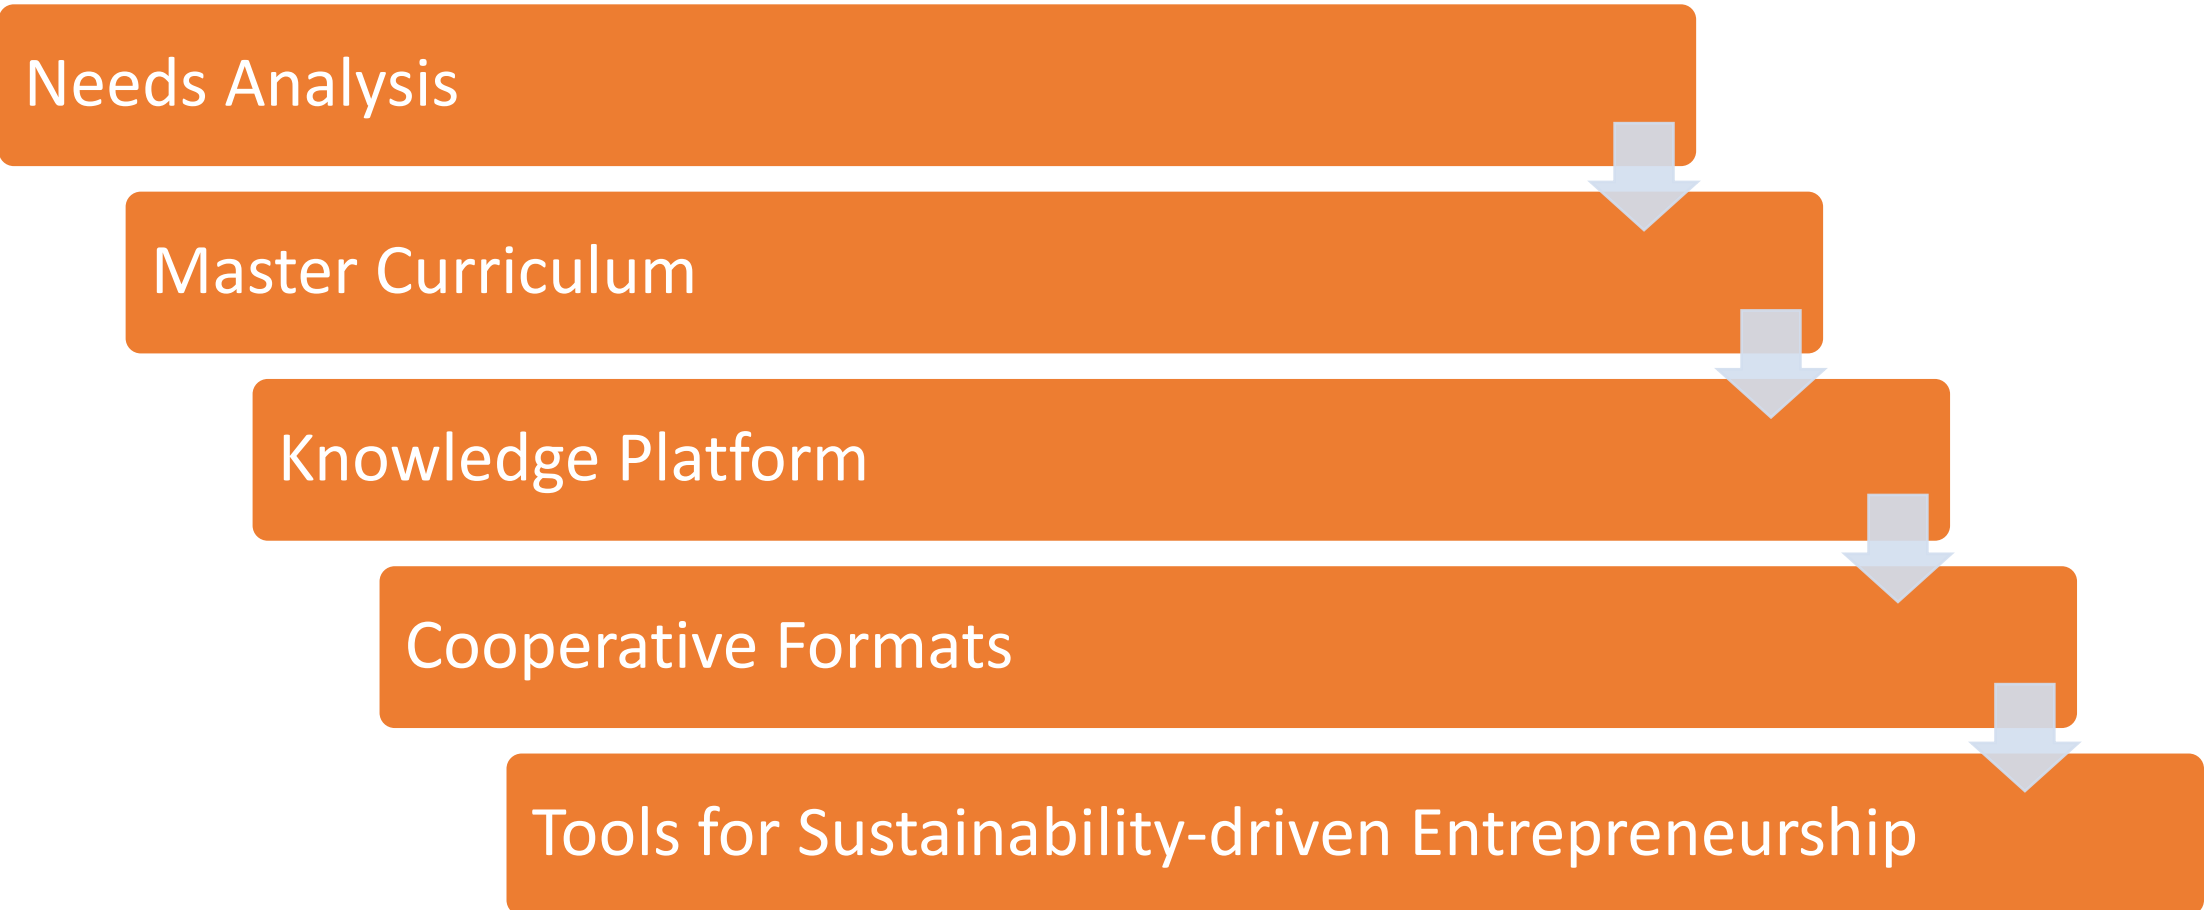 Needs Analysis
Master Curriculum
Knowledge Platform
Cooperative Formats
Tools for Sustainability-driven Entrepreneurship